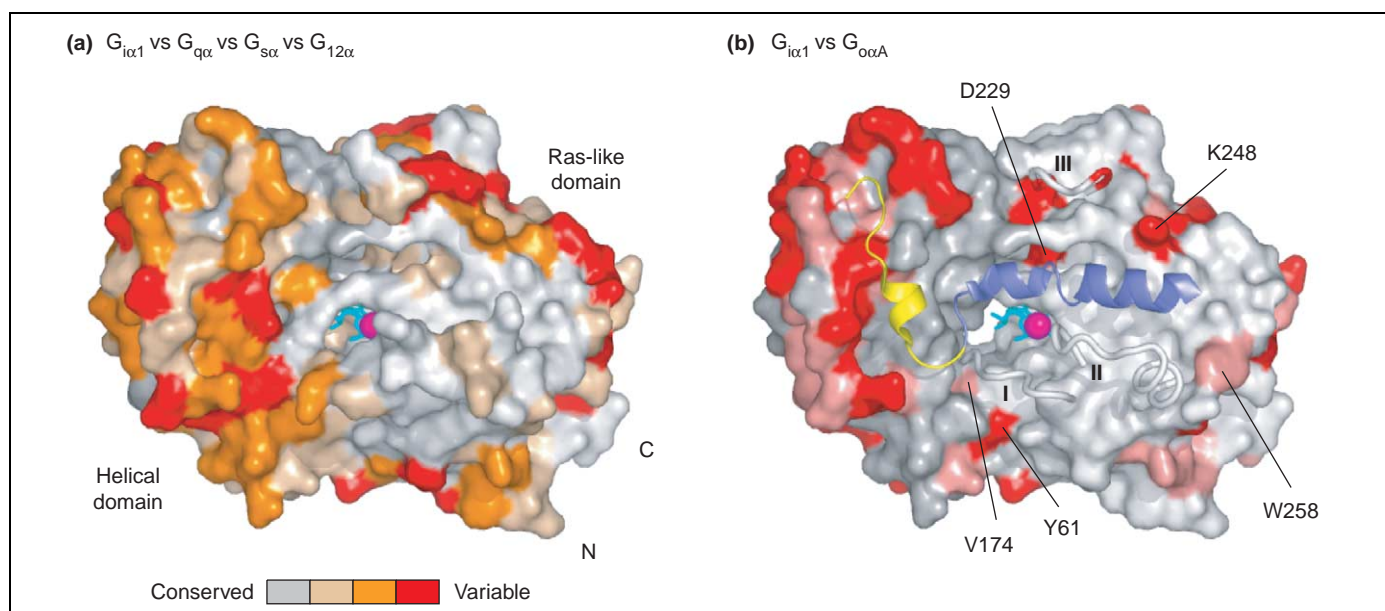 (a) Giα1 vs Gqα vs Gsα vs G12α
Ras-like
domain
Helical
domain
C
N
Conserved
Variable
(b) Giα1 vs GoαA
D229
K248
III
I
II
V174
Y61
W258